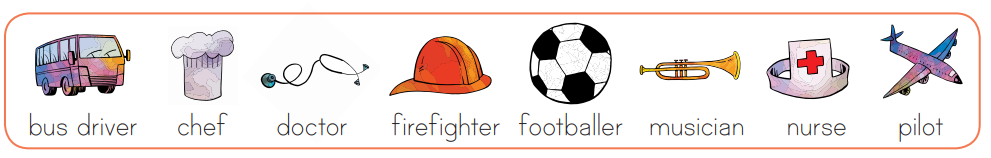 bus driver chef doctor firefighter footballer musician nurse pilot